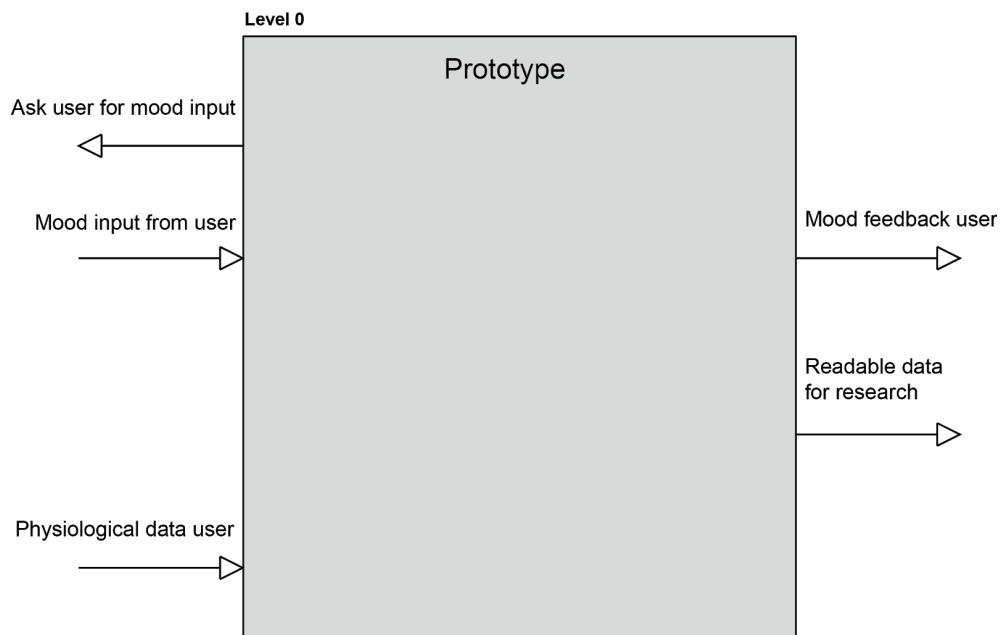 Level 0
Prototype
Ask user for mood input
Mood input from user
Mood feedback user
Readable data
for research
Physiological data user